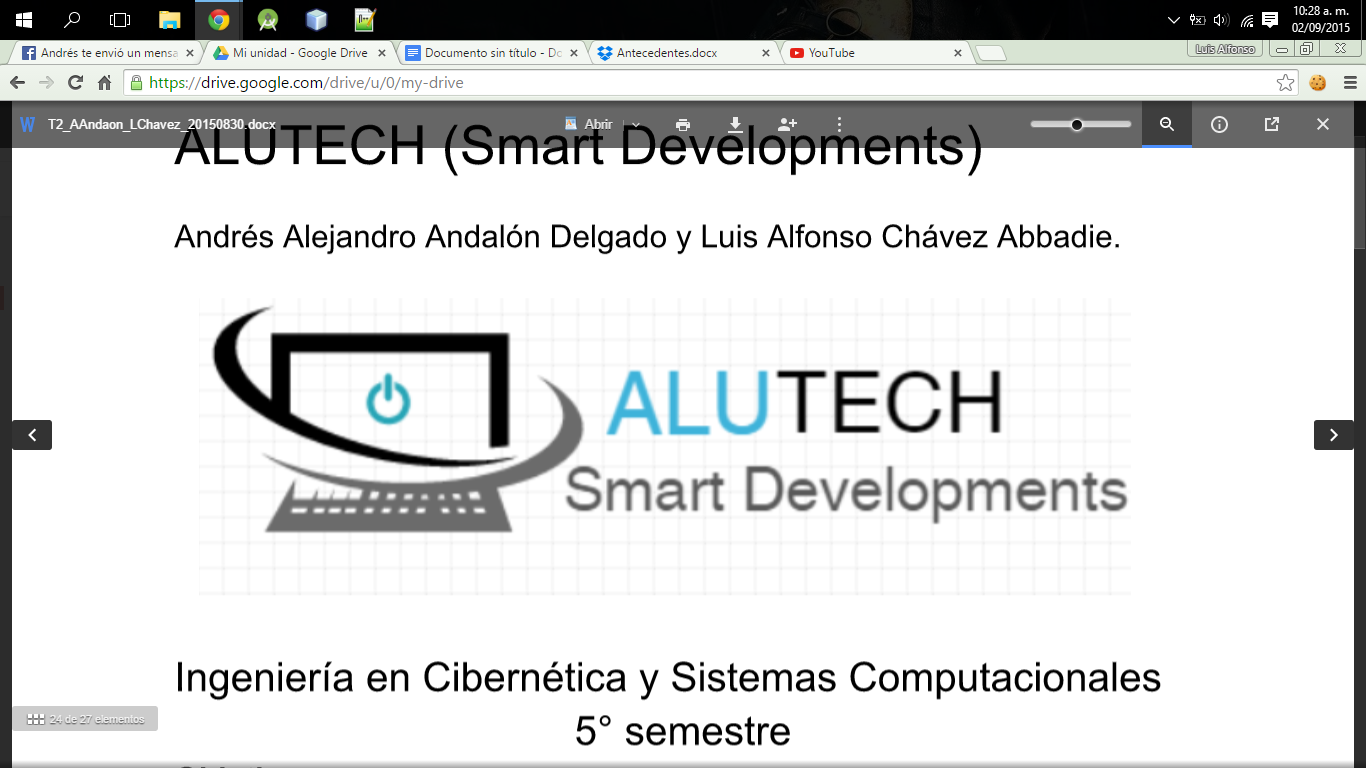 10:28 a. m.
02/09/2015
Andrés te envió un mensa
Mi unidad - Google Drive
Documento sin título - Do
Antecedentes.docx
YouTube
Luis Alfonso
https://drive.google.com/drive/u/0/my-drive
W T2_AAndaon_LChavez_20150830.docx
Abrir
ALUTECH (Smart Developments)
Andrés Alejandro Andalón Delgado y Luis Alfonso Chávez Abbadie.
ALUTECH
Smart Developments
Ingeniería en Cibernética y Sistemas Computacionales
24 de 27 elementos
5° semestre